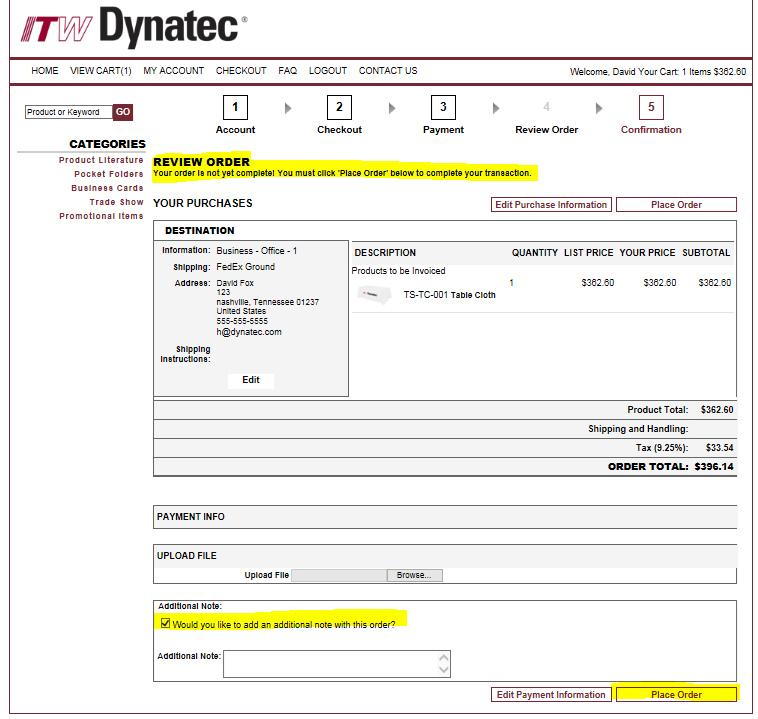 ITW Dynatec®
HOME VIEW CART(1) MY ACCOUNT CHECKOUT FAQ LOGOUT CONTACT US Welcome, David Your Cart: 1 Items $362.60
Product or Keyword GO
1 2 3 4 5
Account Checkout Payment Review Order Confirmation
CATEGORIES
Product Literature
Pocket Folders
Business Cards
Trade Show
Promotional Items
REVIEW ORDER
Your order is not yet complete! You must click 'Place Order' below to complete your transaction.
YOUR PURCHASES Edit Purchase Information Place Order
DESTINATION
Information: Business - Office - 1
Shipping: FedEx Ground
Address: David Fox
123
nashville, Tennessee 01237
United States
555-555-5555
h@dynatec.com
Shipping
Instructions:
Edit
DESCRIPTION QUANTITY LIST PRICE YOUR PRICE SUBTOTAL
Products to be Invoiced
TS-TC-001 Table Cloth 1 $362.60 $362.60 $362.60
Product Total: $362.60
Shipping and Handling:
Tax (9.25%): $33.54
ORDER TOTAL: $396.14
PAYMENT INFO
UPLOAD FILE
Upload File Browse...
Additional Note:
Would you like to add an additional note with this order?
Additional Note:
Edit Payment Information Place Order